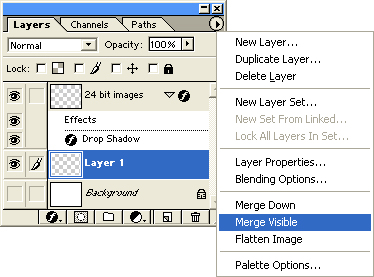 Layers Channels Paths
Normal Opacity: 100%
Lock:
24 bit images
Effects
Drop Shadow
Layer 1
Background
New Layer...
Duplicate Layer...
Delete Layer
New Layer Set...
New Set From Linked...
Lock All Layers In Set...
Layer Properties...
Blending Options...
Merge Down
Merge Visible
Flatten Image
Palette Options...